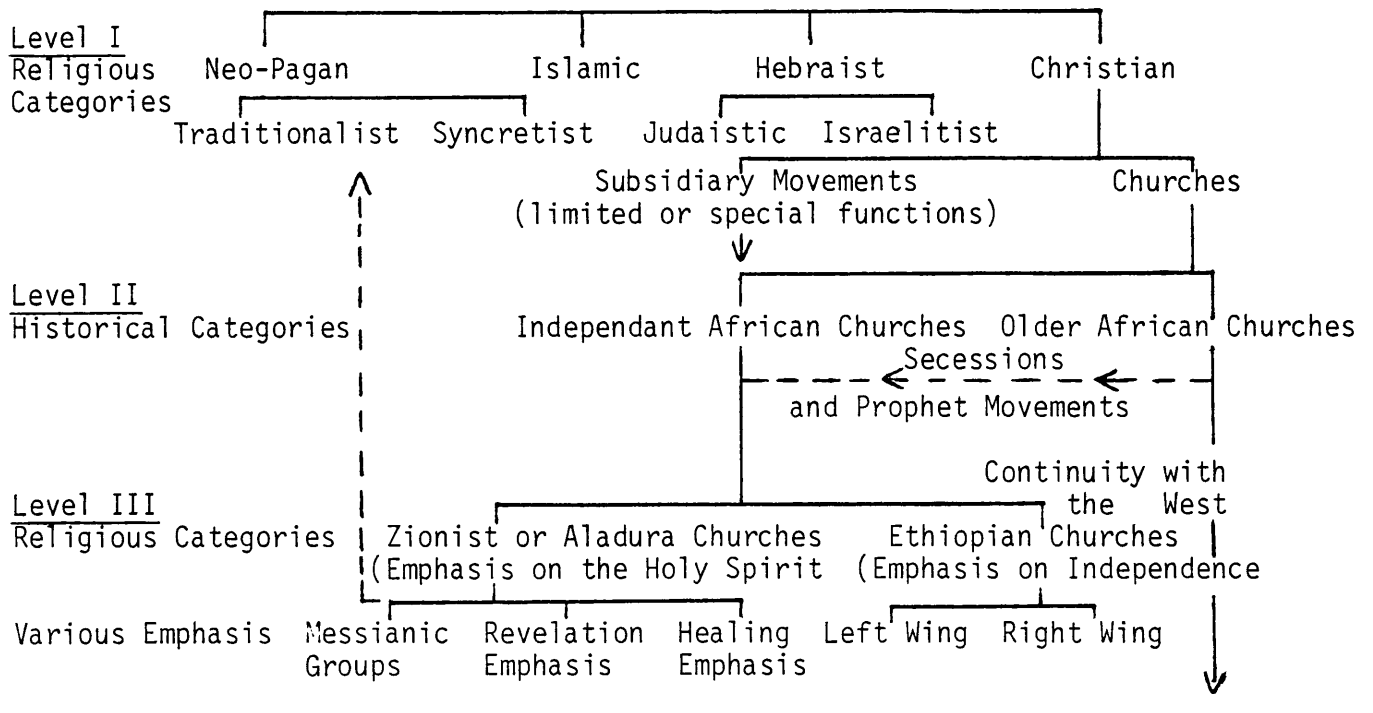 Level I
Religious Categories
Neo-Pagan Islamic Hebraist Christian
Traditionalist Syncretist Judaistic Israelitist
Subsidiary Movements Churches
(limited or special functions)
Level II
Historical Categories Independant African Churches Older African Churches
Secessions
and Prophet Movements
Continuity with
the West
Level III
Religious Categories Zionist or Aladura Churches Ethiopian Churches
(Emphasis on the Holy Spirit (Emphasis on Independence
Various Emphasis Messianic Revelation Healing Left Wing Right Wing
Groups Emphasis Emphasis